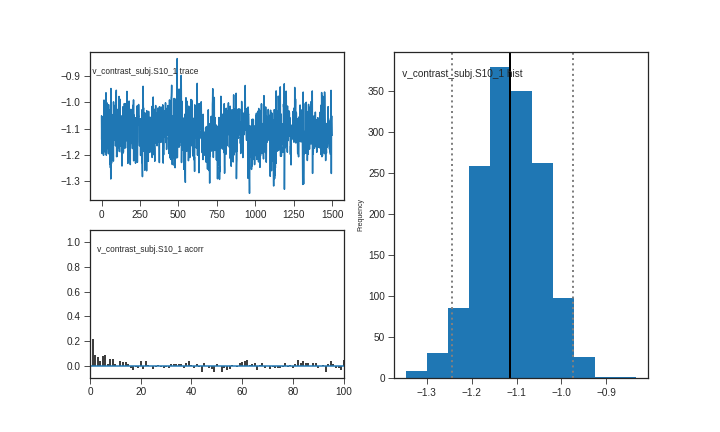 v_contrast_subj.S10_1 trace
−0.9
−1.0
−1.1
−1.2
−1.3
0 250 500 750 1000 1250 1500
v_contrast_subj.S10_1 acorr
1.0
0.8
0.6
0.4
0.2
0.0
0 20 40 60 80 100
v_contrast_subj.S10_1 hist
Frequency
350
300
250
200
150
100
50
0
−1.3 −1.2 −1.1 −1.0 −0.9